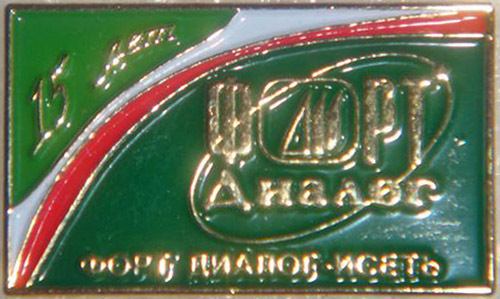 15 лет
ФОРТ
Диалог
ФОРТ ДИАЛОГ-ИСЕТЬ